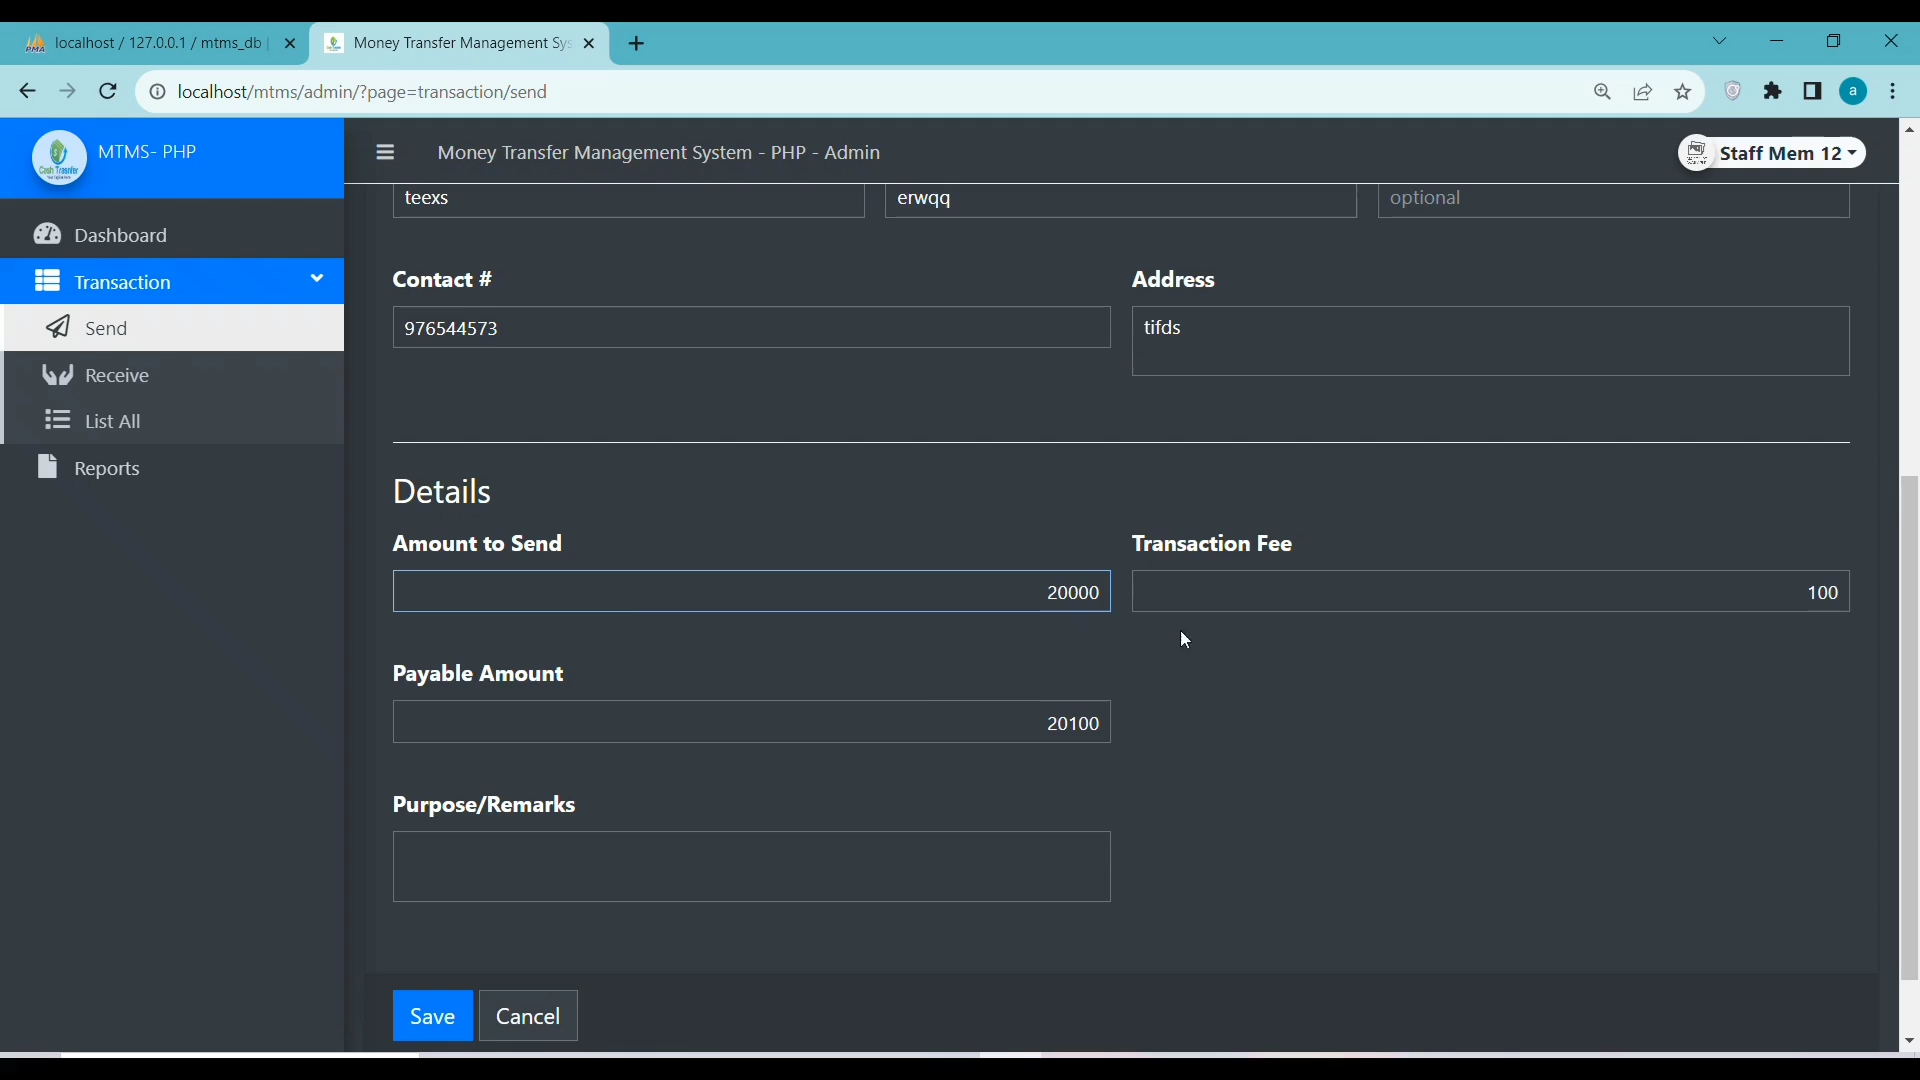 localhost / 127.0.0.1 / mtms_db
Money Transfer Management Sys
localhost/mtms/admin/?page=transaction/send
a
MTMS- PHP
Money Transfer Management System - PHP - Admin
Staff Mem 12
Dashboard
Transaction
Send
Receive
List All
Reports
teexs
erwqq
optional
Contact #
Address
976544573
tifds
Details
Amount to Send
Transaction Fee
20000
100
Payable Amount
20100
Purpose/Remarks
Save
Cancel